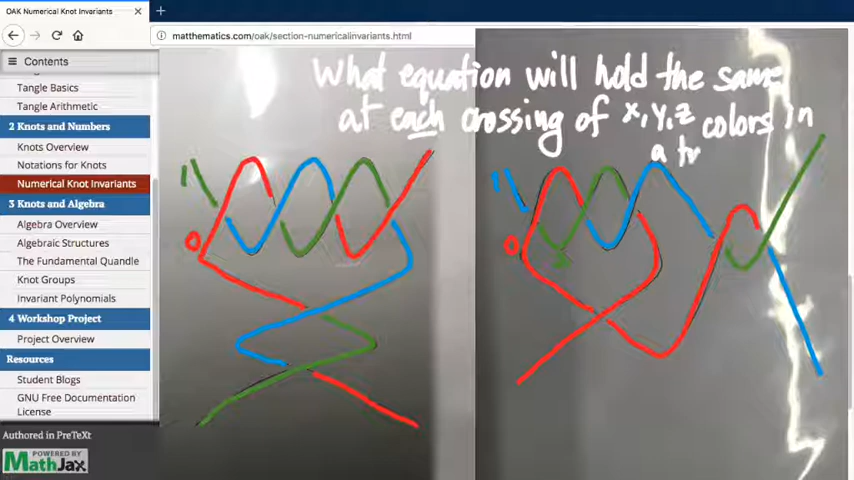 OAK Numerical Knot Invariants
matthematics.com/oak/section-numericalinvariants.html
Contents
Tangle Basics
Tangle Arithmetic
2 Knots and Numbers
Knots Overview
Notations for Knots
Numerical Knot Invariants
3 Knots and Algebra
Algebra Overview
Algebraic Structures
The Fundamental Quandle
Knot Groups
Invariant Polynomials
4 Workshop Project
Project Overview
Resources
Student Blogs
GNU Free Documentation
License
Authored in PreTeXt
POWERED BY
MathJax
What equation will hold the same
at each crossing of x, y, z colors in
a tr
1
0
1
0
2